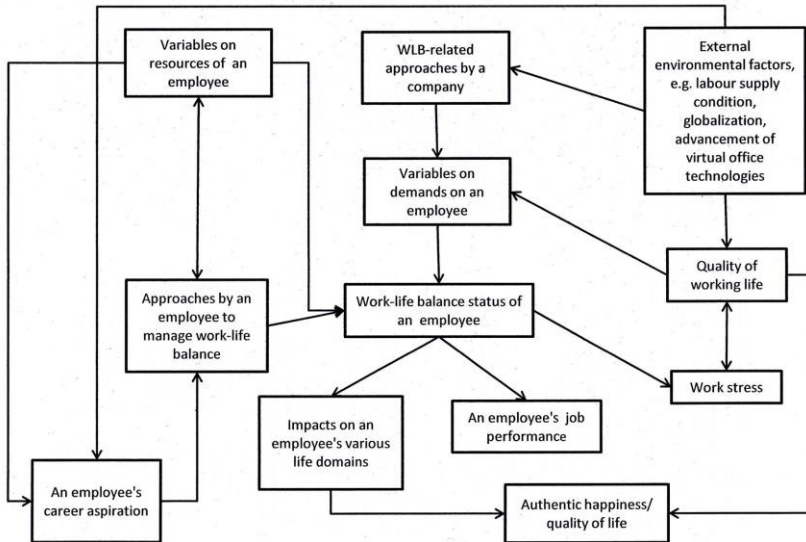 Variables on
resources of an
employee
WLB-related
approaches by a
company
External
environmental factors,
e.g. labour supply
condition,
globalization,
advancement of
virtual office
technologies
Variables on
demands on an
employee
Quality of
working life
Approaches by an
employee to
manage work-life
balance
Work-life balance status of
an employee
Work stress
Impacts on an
employee's various
life domains
An employee's job
performance
An employee's
career aspiration
Authentic happiness/
quality of life